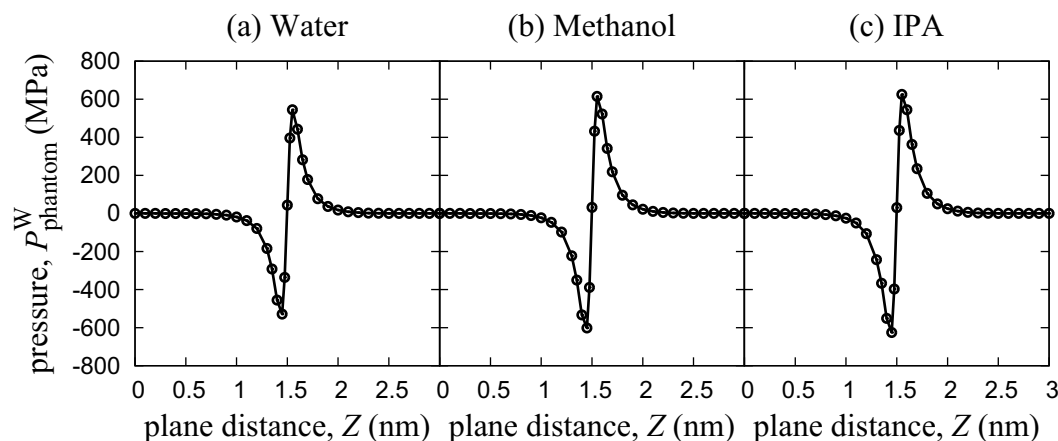 (a) Water (b) Methanol (c) IPA
800
600
400
200
0
-200
-400
-600
-800
pressure, P^W_phantom (MPa)
0 0.5 1 1.5 2 2.5 0 0.5 1 1.5 2 2.5 0 0.5 1 1.5 2 2.5 3
plane distance, Z (nm) plane distance, Z (nm) plane distance, Z (nm)